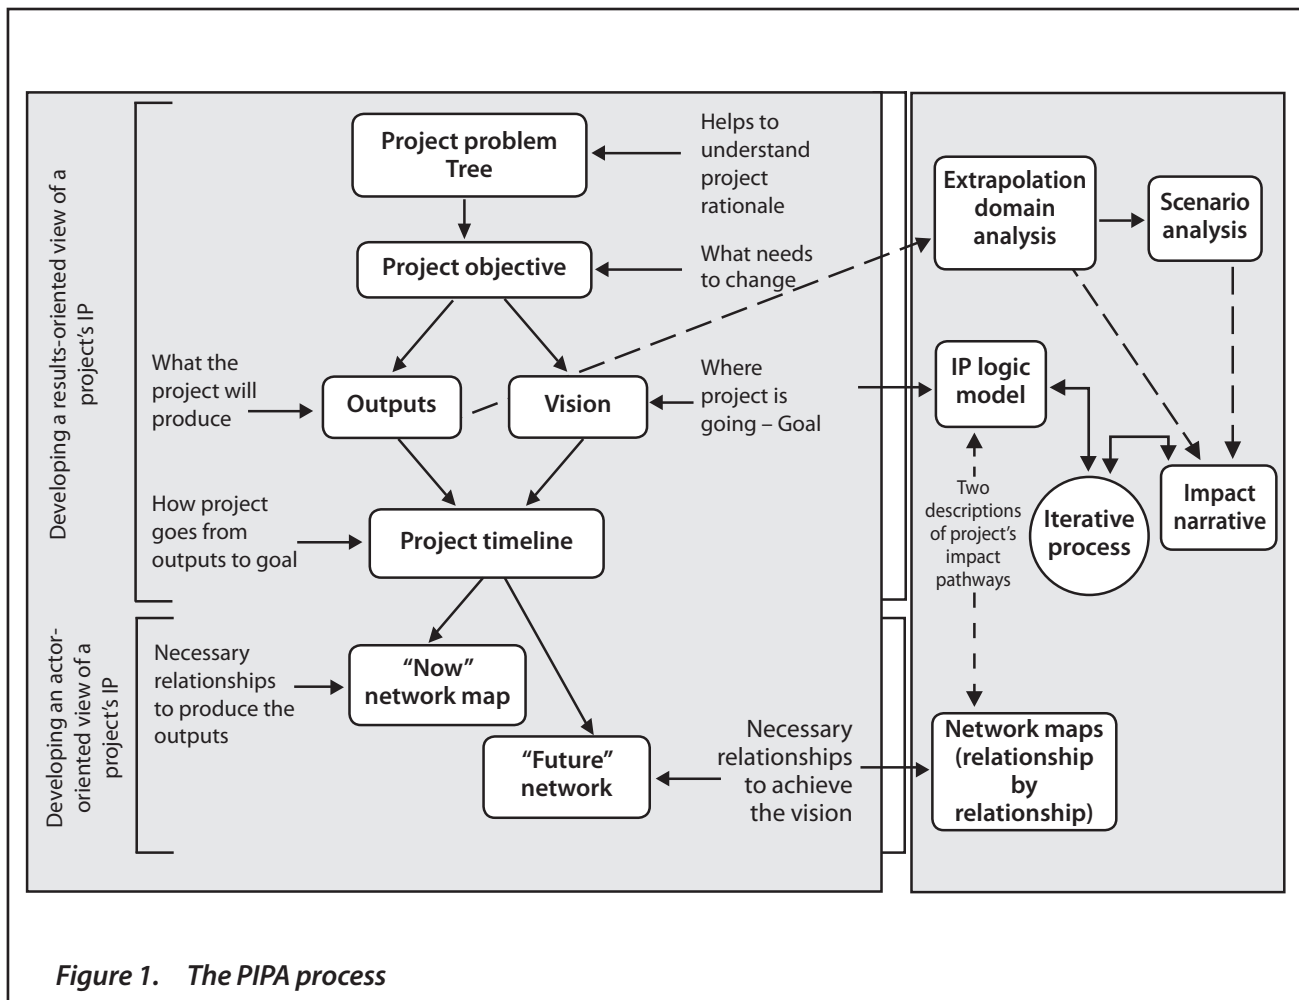 Developing a results-oriented view of a
project's IP
Project problem
Tree
Helps to
understand
project
rationale
Project objective
What needs
to change
What the
project will
produce
Outputs
Vision
Where
project is
going – Goal
How project
goes from
outputs to goal
Project timeline
Developing an actor-
oriented view of a
project's IP
Necessary
relationships
to produce the
outputs
“Now”
network map
“Future”
network
Necessary
relationships
to achieve
the vision
Extrapolation
domain
analysis
Scenario
analysis
IP logic
model
Two
descriptions
of project's
impact
pathways
Iterative
process
Impact
narrative
Network maps
(relationship
by
relationship)
Figure 1. The PIPA process